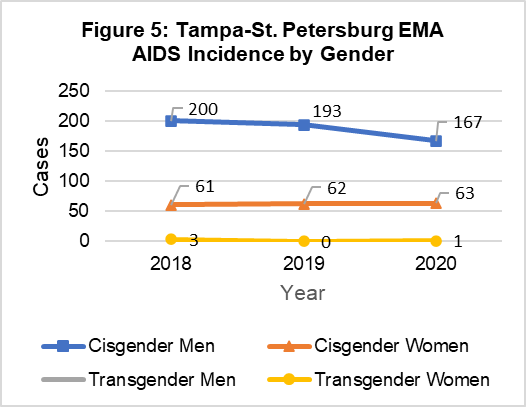 Figure 5: Tampa-St. Petersburg EMA
AIDS Incidence by Gender
250
200
150
100
50
0
Cases
200
193
167
61
62
63
3
0
1
2018
2019
2020
Year
Cisgender Men
Cisgender Women
Transgender Men
Transgender Women